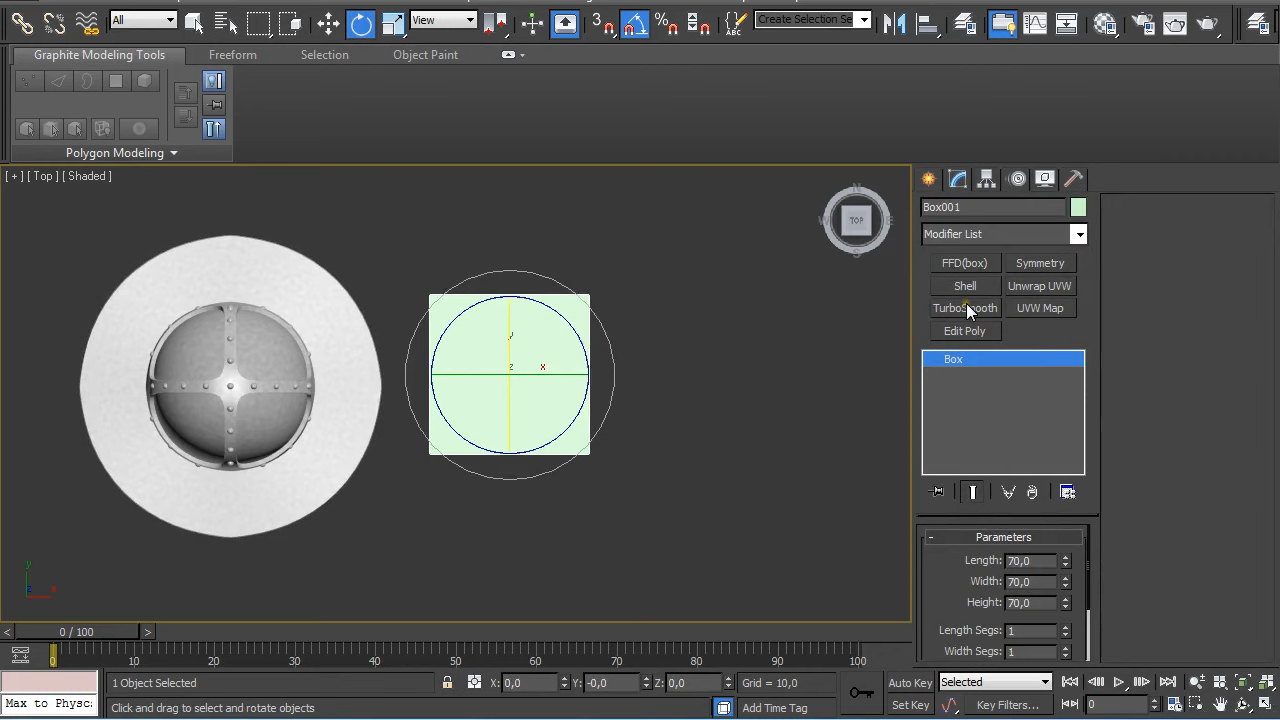 All
View
3
%
ABC
Create Selection Se
Graphite Modeling Tools
Freeform
Selection
Object Paint
Polygon Modeling
[ + ] [ Top ] [ Shaded ]
N
W
TOP
E
S
Box001
Modifier List
FFD(box)
Symmetry
Shell
Unwrap UVW
TurboSmooth
UVW Map
Edit Poly
Box
y
z
x
- Parameters
Length: 70,0
Width: 70,0
Height: 70,0
Length Segs: 1
Width Segs: 1
y
z
x
< 0 / 100 >
0 10 20 30 40 50 60 70 80 90 100
1 Object Selected
X: 0,0
Y: -0,0
Z: 0,0
Grid = 10,0
Auto Key
Selected
Max to Physc
Click and drag to select and rotate objects
Add Time Tag
Set Key
Key Filters...
0